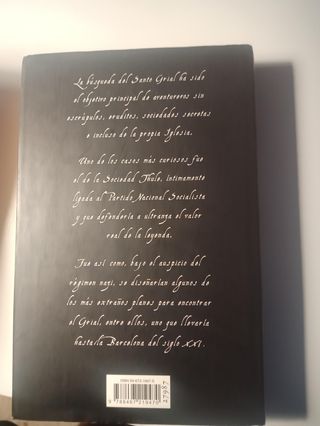 La búsqueda del Santo Grial ha sido
el objetivo principal de aventureros sin
escrúpulos, eruditos, sociedades secretas
e incluso de la propia Iglesia.
Uno de los casos más curiosos fue
el de la Sociedad Thule, íntimamente
ligada al Partido Nacional Socialista
y que defendería a ultranza el valor
real de la leyenda.
Fue así como, bajo el auspicio del
régimen nazi, se diseñarían algunos de
los más extraños planes para encontrar
el Grial, entre ellos, uno que llevaría
hasta la Barcelona del siglo XXI.
27987